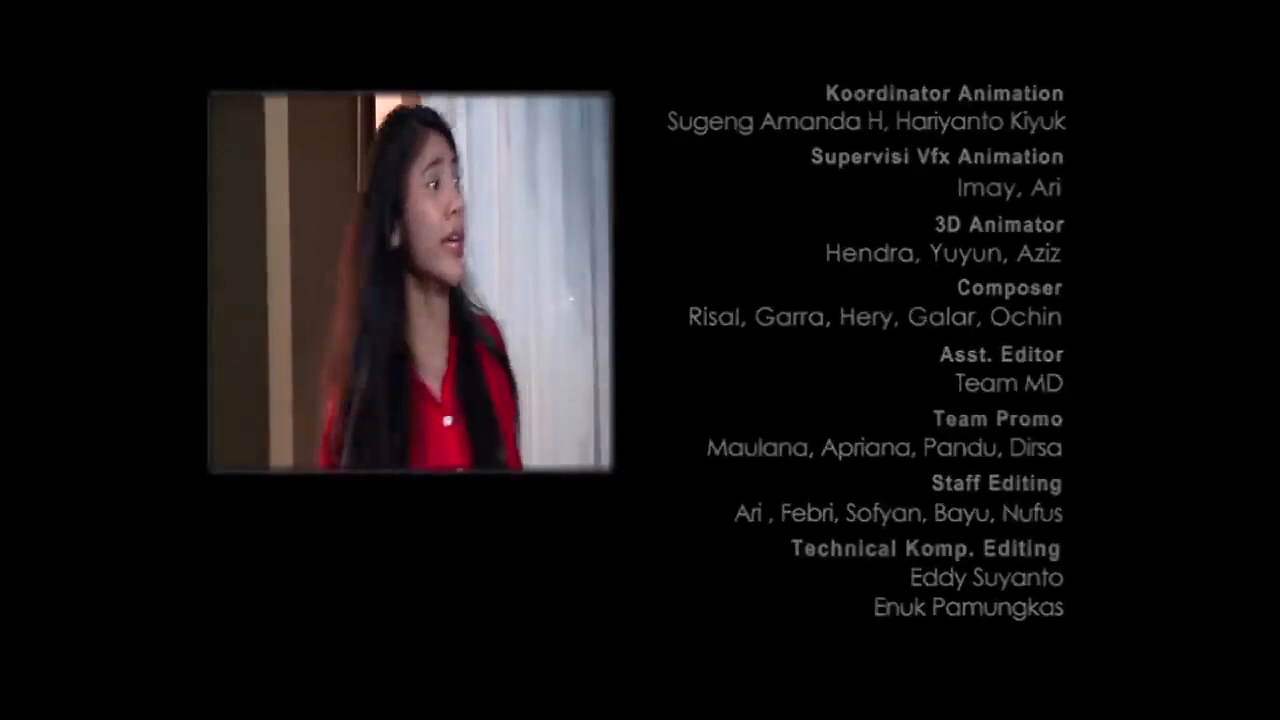 Koordinator Animation
Sugeng Amanda H, Hariyanto Kiyuk
Supervisi Vfx Animation
Imay, Ari
3D Animator
Hendra, Yuyun, Aziz
Composer
Risal, Garra, Hery, Galar, Ochin
Asst. Editor
Team MD
Team Promo
Maulana, Apriana, Pandu, Dirsa
Staff Editing
Ari , Febri, Sofyan, Bayu, Nufus
Technical Komp. Editing
Eddy Suyanto
Enuk Pamungkas